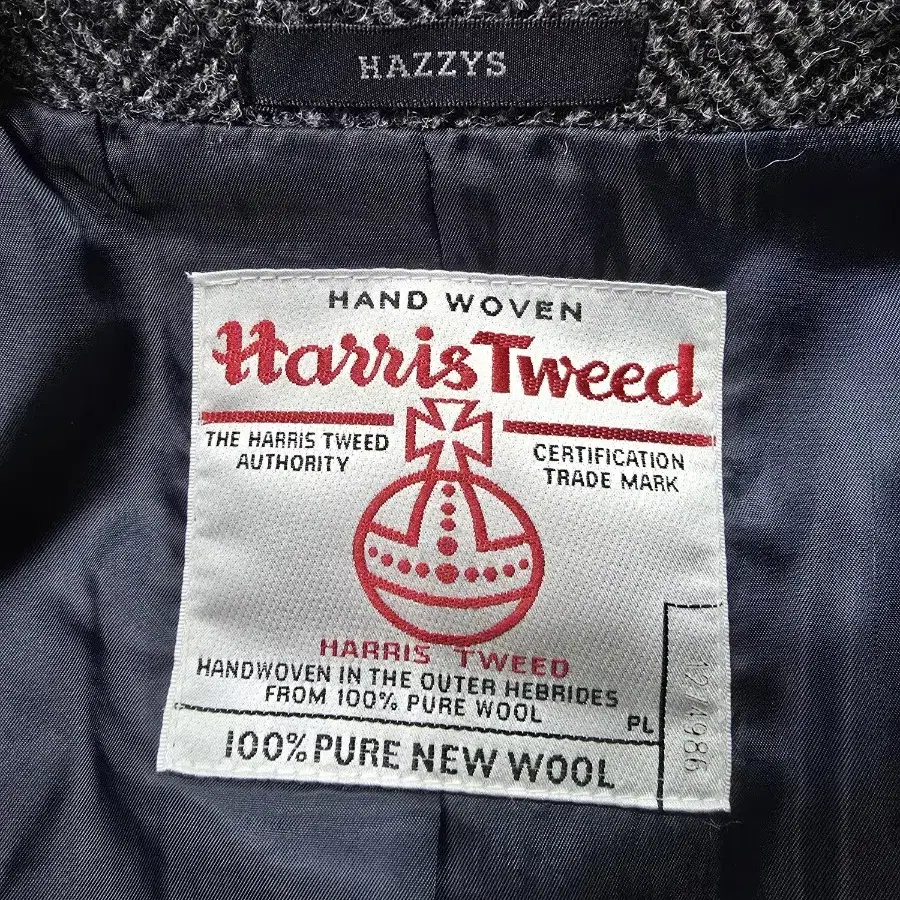 HAZZYS
HAND WOVEN
Harris Tweed
THE HARRIS TWEED
AUTHORITY
CERTIFICATION
TRADE MARK
HARRIS TWEED
HANDWOVEN IN THE OUTER HEBRIDES
FROM 100% PURE WOOL
PL
100% PURE NEW WOOL